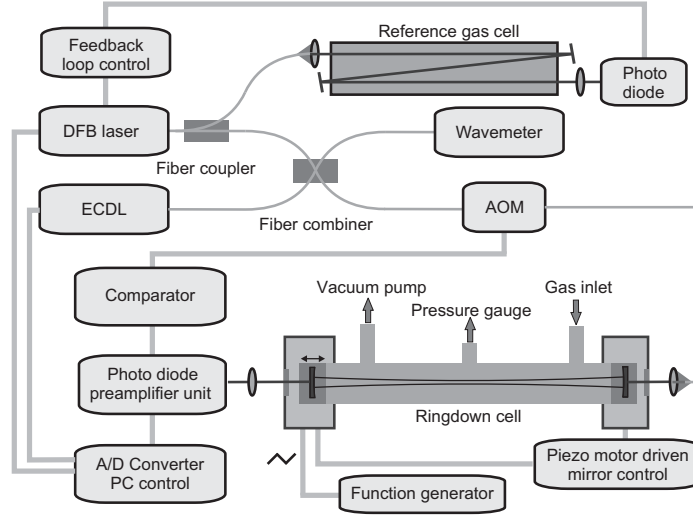 Reference gas cell
Feedback
loop control
Photo
diode
DFB laser
Wavemeter
Fiber coupler
ECDL
AOM
Fiber combiner
Comparator
Vacuum pump
Gas inlet
Pressure gauge
Photo diode
preamplifier unit
Ringdown cell
A/D Converter
PC control
Piezo motor driven
mirror control
Function generator